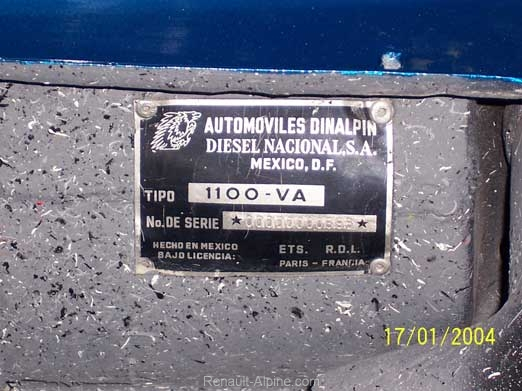 AUTOMOVILES DINALPIN
DIESEL NACIONAL,S.A.
MEXICO, D.F.
TIPO 1100-VA
No. DE SERIE
HECHO EN MEXICO ETS. R.D.L.
BAJO LICENCIA: PARIS - FRANCIA
17/01/2004
Renault-Alpine.com